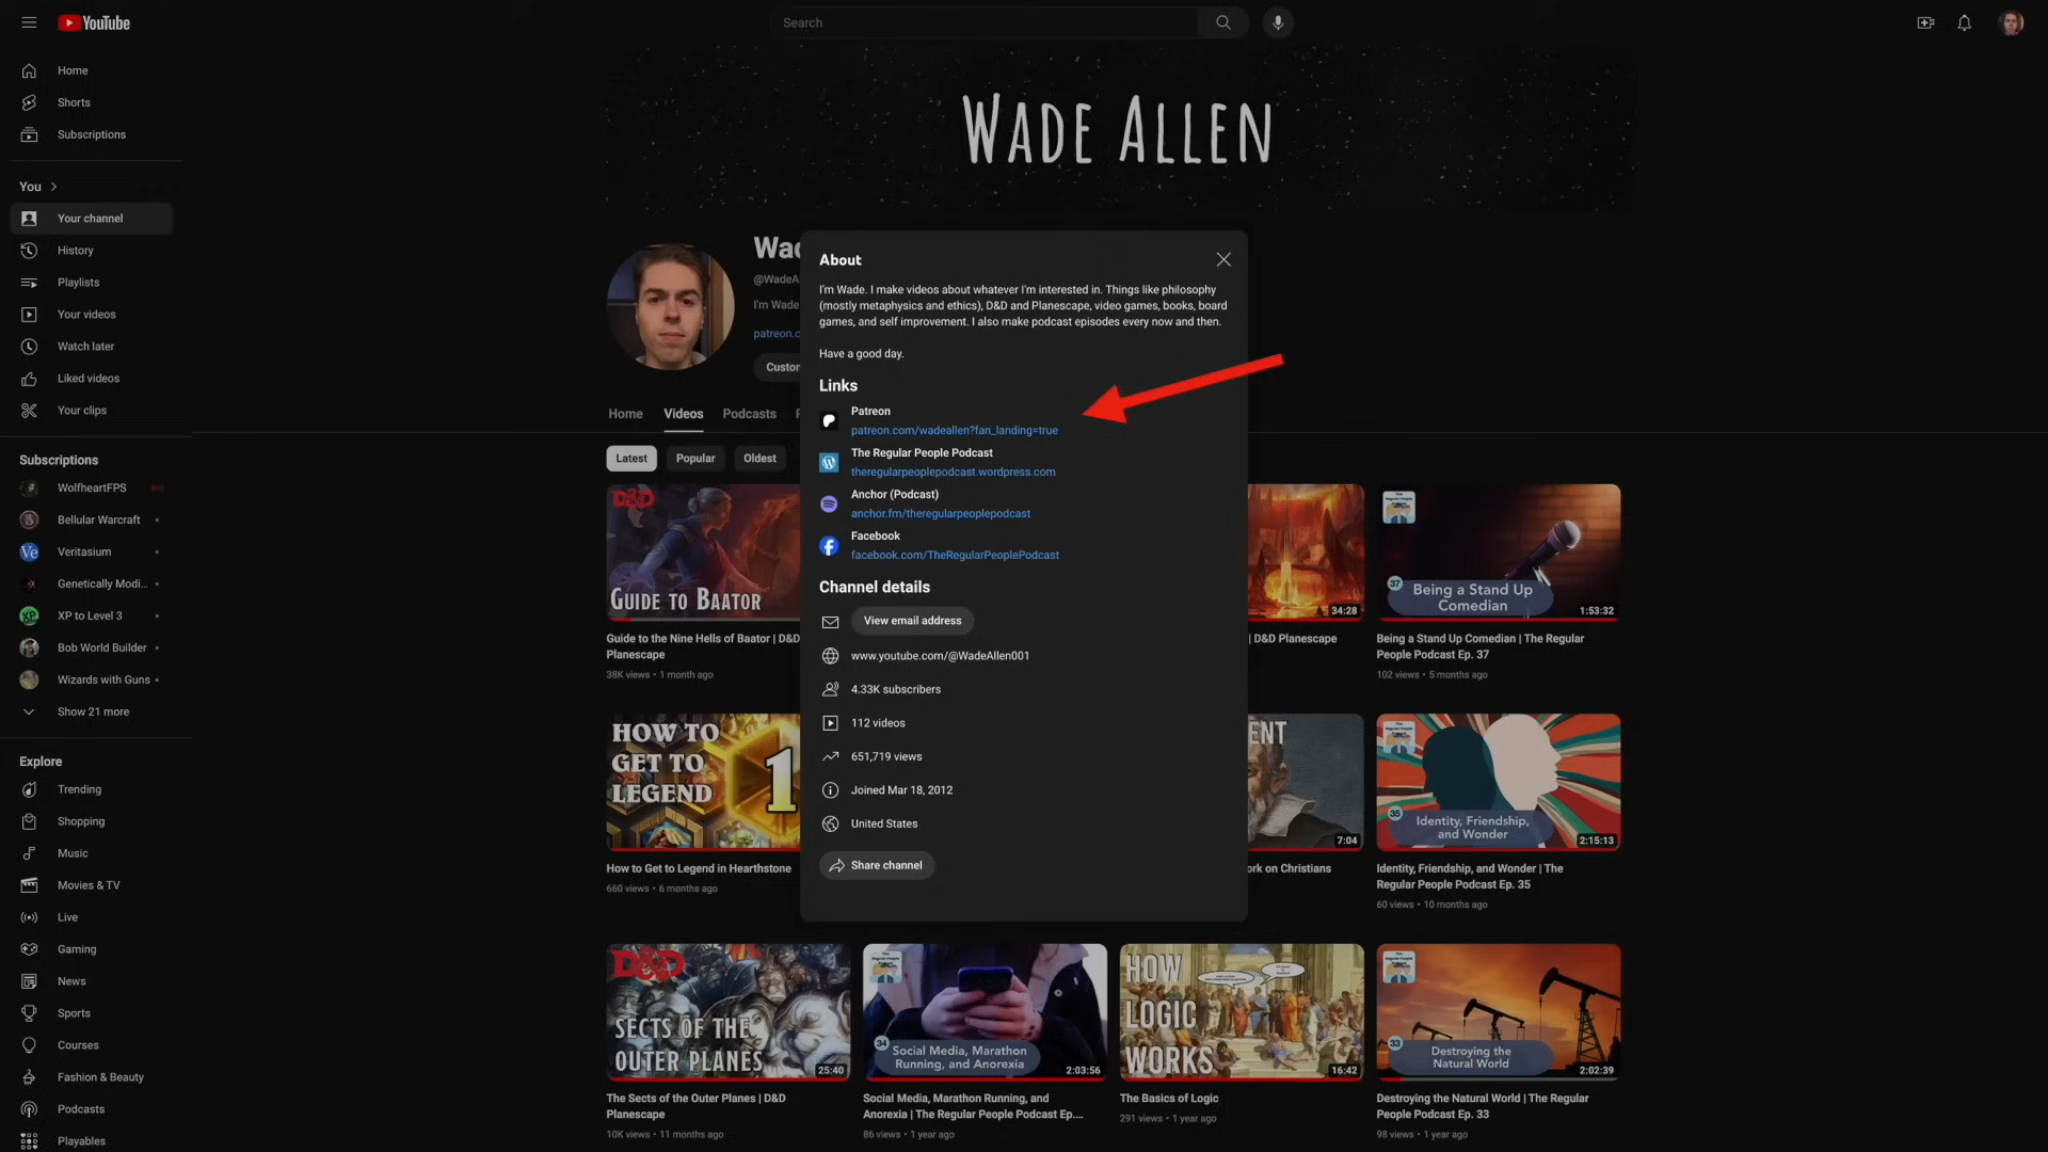 YouTube
Search
Home
Shorts
Subscriptions
You
Your channel
History
Playlists
Your videos
Watch later
Liked videos
Your clips
Subscriptions
WolfheartFPS
Bellular Warcraft
Veritasium
Genetically Modi...
XP to Level 3
Bob World Builder
Wizards with Guns
Show 21 more
Explore
Trending
Shopping
Music
Movies & TV
Live
Gaming
News
Sports
Courses
Fashion & Beauty
Podcasts
Playables
WADE ALLEN
Wad
@WadeA
I'm Wade
patreon.c
Custor
Home
Videos
Podcasts
Latest
Popular
Oldest
About
I'm Wade. I make videos about whatever I'm interested in. Things like philosophy
(mostly metaphysics and ethics), D&D and Planescape, video games, books, board
games, and self improvement. I also make podcast episodes every now and then.
Have a good day.
Links
Patreon
patreon.com/wadeallen?fan_landing=true
The Regular People Podcast
theregularpeoplepodcast.wordpress.com
Anchor (Podcast)
anchor.fm/theregularpeoplepodcast
Facebook
facebook.com/TheRegularPeoplePodcast
Channel details
View email address
www.youtube.com/@WadeAllen001
4.33K subscribers
112 videos
651,719 views
Joined Mar 18, 2012
United States
Share channel
D&D
GUIDE TO BAATOR
Guide to the Nine Hells of Baator | D&D
Planescape
38K views • 1 month ago
34:28
| D&D Planescape
37
Being a Stand Up
Comedian
1:53:32
Being a Stand Up Comedian | The Regular
People Podcast Ep. 37
102 views • 5 months ago
HOW TO
GET TO
LEGEND
1
How to Get to Legend in Hearthstone
660 views • 6 months ago
ENT
7:04
ork on Christians
35
Identity, Friendship,
and Wonder
2:15:13
Identity, Friendship, and Wonder | The
Regular People Podcast Ep. 35
60 views • 10 months ago
D&D
SECTS OF THE
OUTER PLANES
25:40
The Sects of the Outer Planes | D&D
Planescape
10K views • 11 months ago
34
Social Media, Marathon
Running, and Anorexia
2:03:56
Social Media, Marathon Running, and
Anorexia | The Regular People Podcast Ep....
86 views • 1 year ago
HOW
LOGIC
WORKS
16:42
The Basics of Logic
291 views • 1 year ago
33
Destroying the
Natural World
2:02:39
Destroying the Natural World | The Regular
People Podcast Ep. 33
98 views • 1 year ago